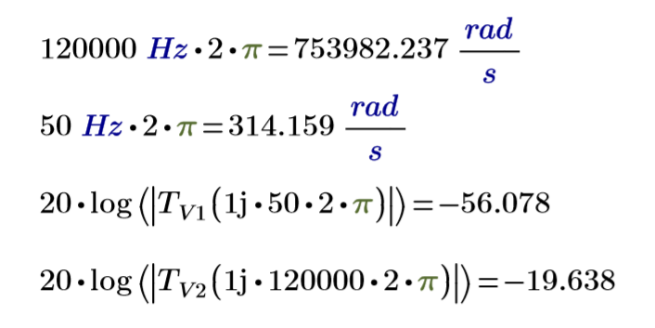 120000 Hz · 2 · π = 753982.237 rad/s
50 Hz · 2 · π = 314.159 rad/s
20 · log (|T_V1 (1j · 50 · 2 · π)|) = −56.078
20 · log (|T_V2 (1j · 120000 · 2 · π)|) = −19.638